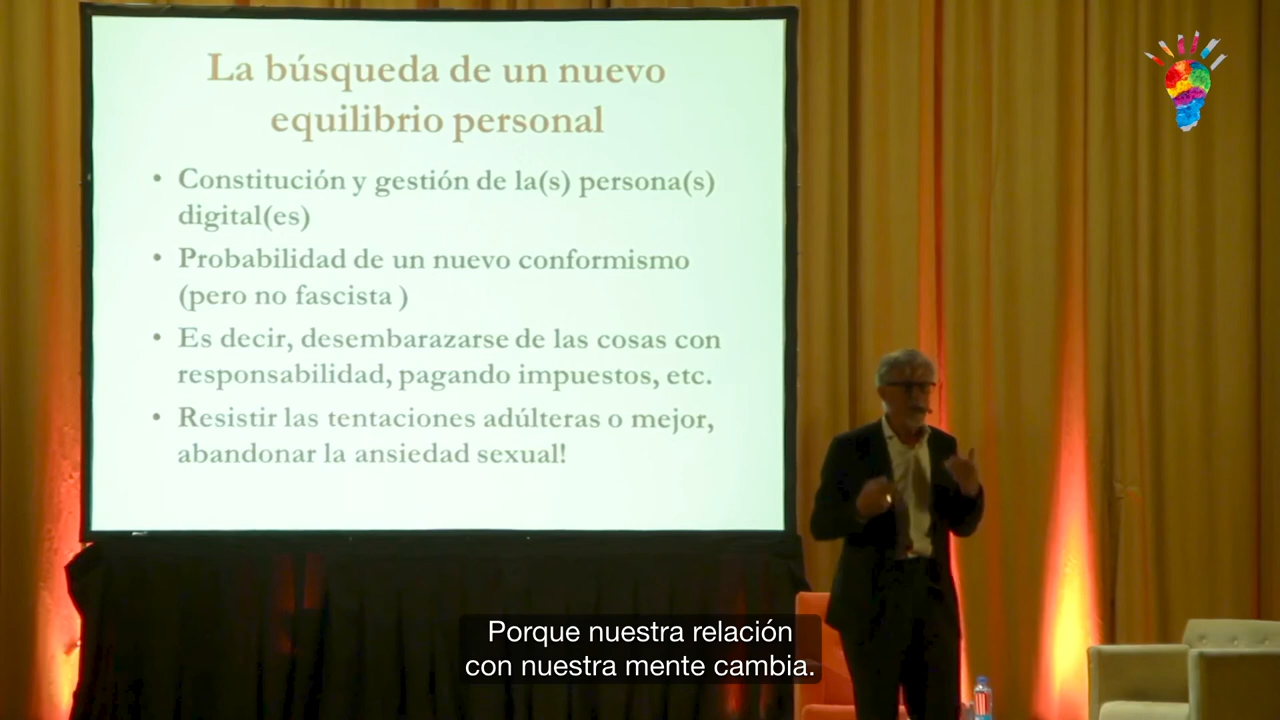 La búsqueda de un nuevo
equilibrio personal
• Constitución y gestión de la(s) persona(s)
digital(es)
• Probabilidad de un nuevo conformismo
(pero no fascista )
• Es decir, desembarazarse de las cosas con
responsabilidad, pagando impuestos, etc.
• Resistir las tentaciones adúlteras o mejor,
abandonar la ansiedad sexual!
Porque nuestra relación
con nuestra mente cambia.